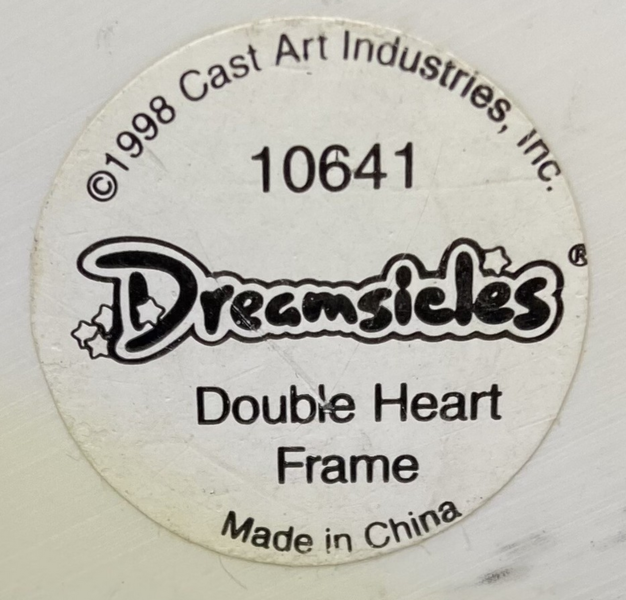 ©1998 Cast Art Industries, Inc.
10641
Dreamsicles®
Double Heart
Frame
Made in China